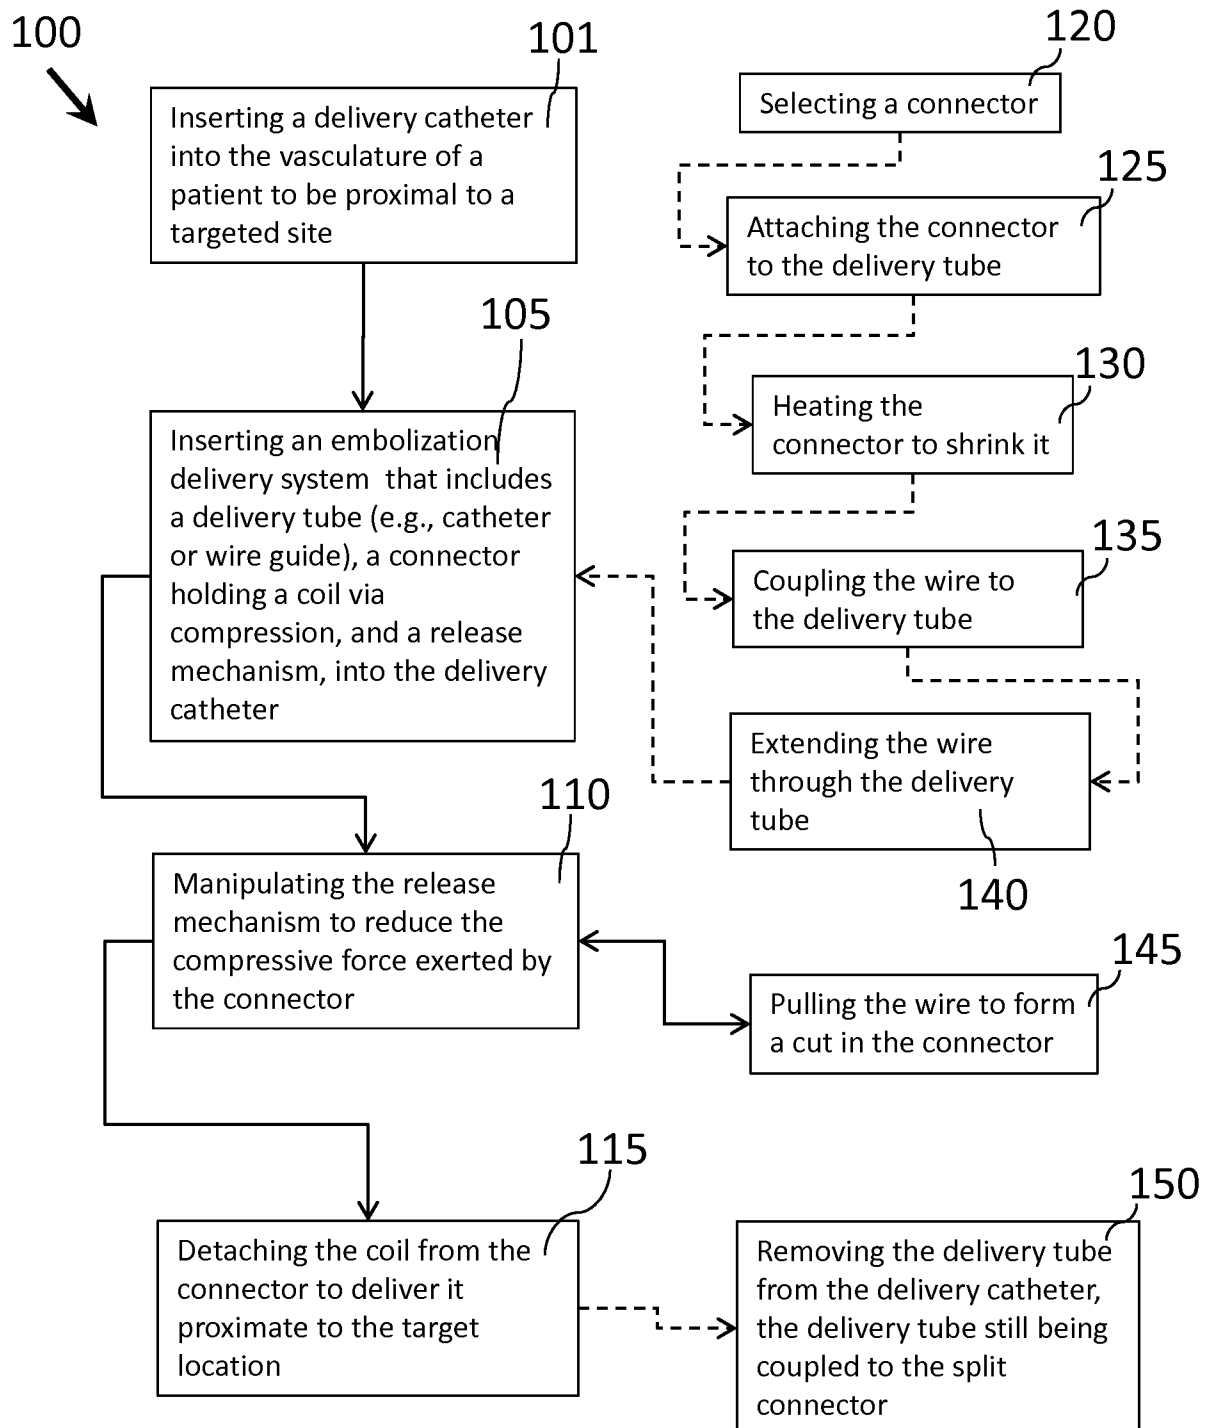 100
101
Inserting a delivery catheter
into the vasculature of a
patient to be proximal to a
targeted site
105
Inserting an embolization
delivery system that includes
a delivery tube (e.g., catheter
or wire guide), a connector
holding a coil via
compression, and a release
mechanism, into the delivery
catheter
110
Manipulating the release
mechanism to reduce the
compressive force exerted by
the connector
115
Detaching the coil from the
connector to deliver it
proximate to the target
location
120
Selecting a connector
125
Attaching the connector
to the delivery tube
130
Heating the
connector to shrink it
135
Coupling the wire to
the delivery tube
Extending the wire
through the delivery
tube
140
145
Pulling the wire to form
a cut in the connector
150
Removing the delivery tube
from the delivery catheter,
the delivery tube still being
coupled to the split
connector